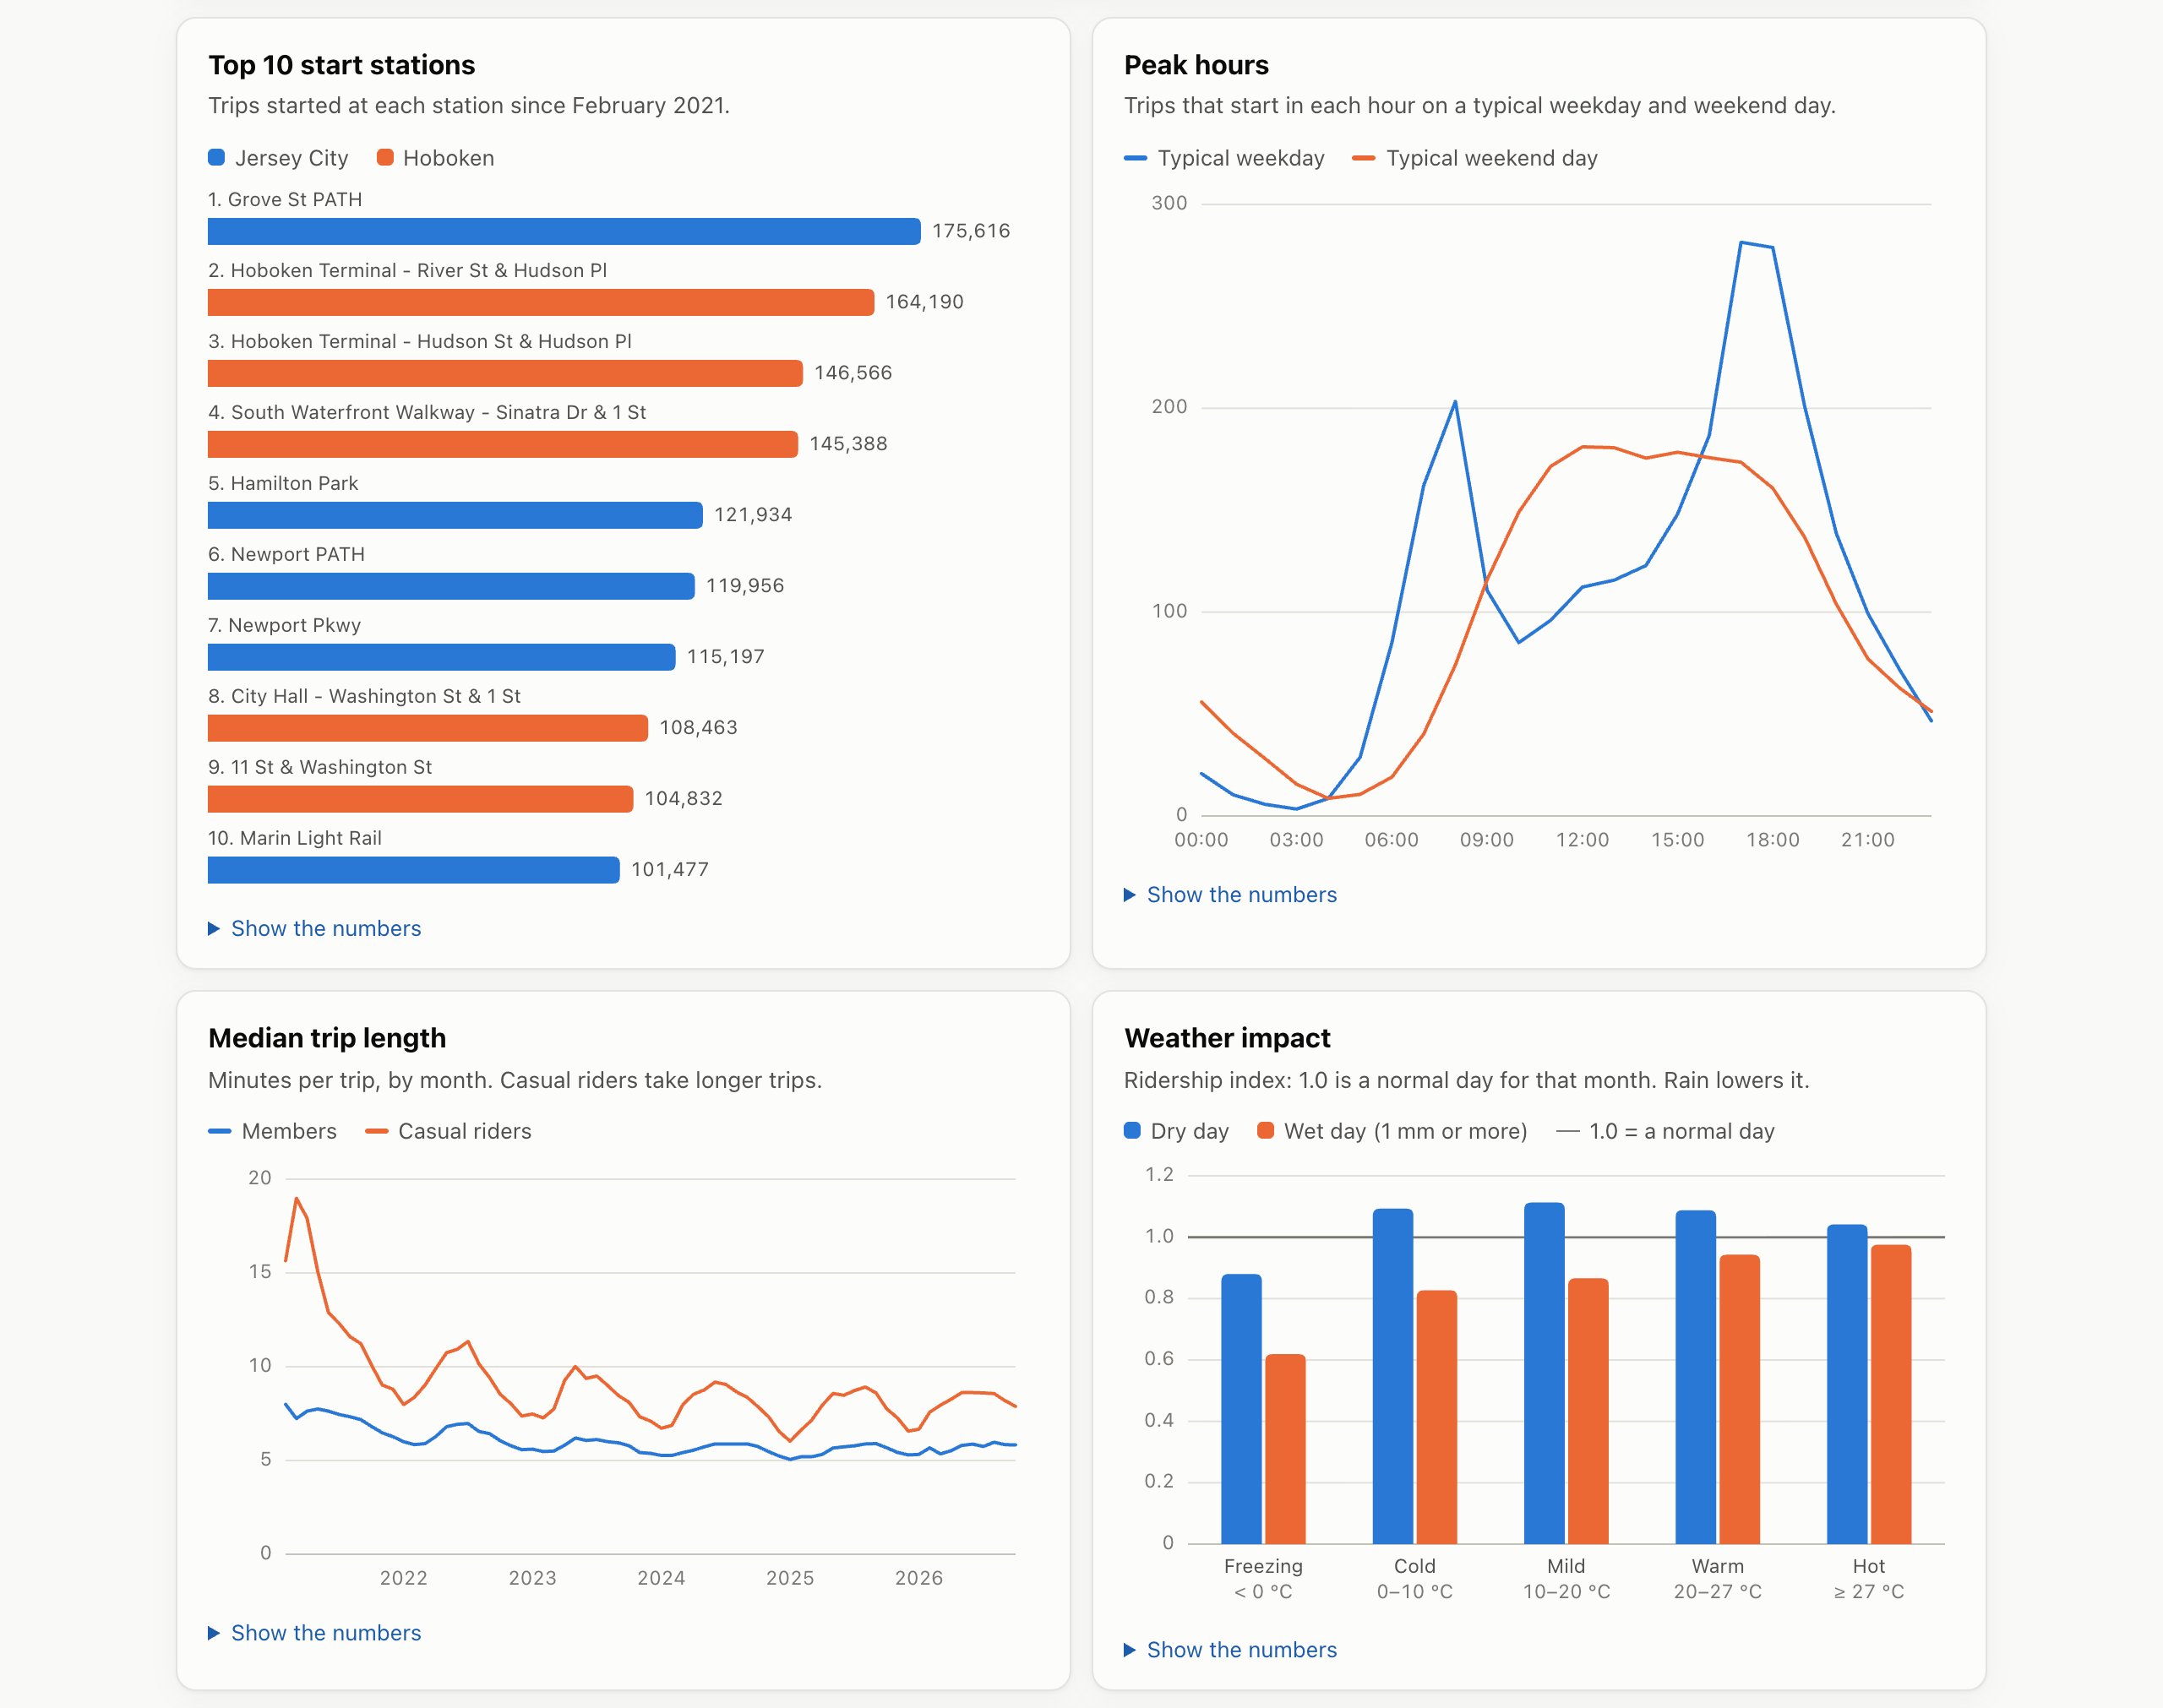 Top 10 start stations
Trips started at each station since February 2021.
Jersey City Hoboken
1. Grove St PATH
175,616
2. Hoboken Terminal - River St & Hudson Pl
164,190
3. Hoboken Terminal - Hudson St & Hudson Pl
146,566
4. South Waterfront Walkway - Sinatra Dr & 1 St
145,388
5. Hamilton Park
121,934
6. Newport PATH
119,956
7. Newport Pkwy
115,197
8. City Hall - Washington St & 1 St
108,463
9. 11 St & Washington St
104,832
10. Marin Light Rail
101,477
Show the numbers
Peak hours
Trips that start in each hour on a typical weekday and weekend day.
Typical weekday Typical weekend day
300
200
100
0
00:00 03:00 06:00 09:00 12:00 15:00 18:00 21:00
Show the numbers
Median trip length
Minutes per trip, by month. Casual riders take longer trips.
Members Casual riders
20
15
10
5
0
2022 2023 2024 2025 2026
Show the numbers
Weather impact
Ridership index: 1.0 is a normal day for that month. Rain lowers it.
Dry day Wet day (1 mm or more) 1.0 = a normal day
1.2
1.0
0.8
0.6
0.4
0.2
0
Freezing Cold Mild Warm Hot
< 0 °C 0–10 °C 10–20 °C 20–27 °C ≥ 27 °C
Show the numbers